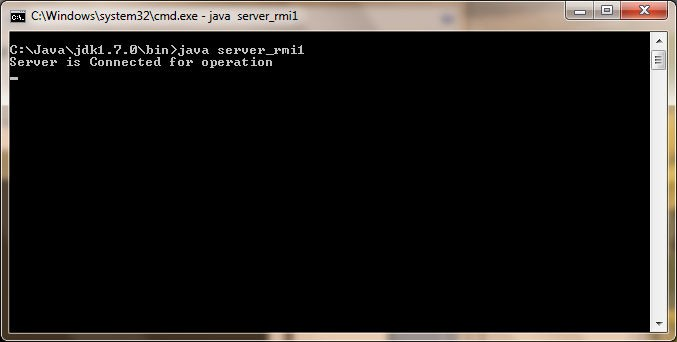 C:\Windows\system32\cmd.exe - java  server_rmi1
C:\Java\jdk1.7.0\bin>java server_rmi1
Server is Connected for operation